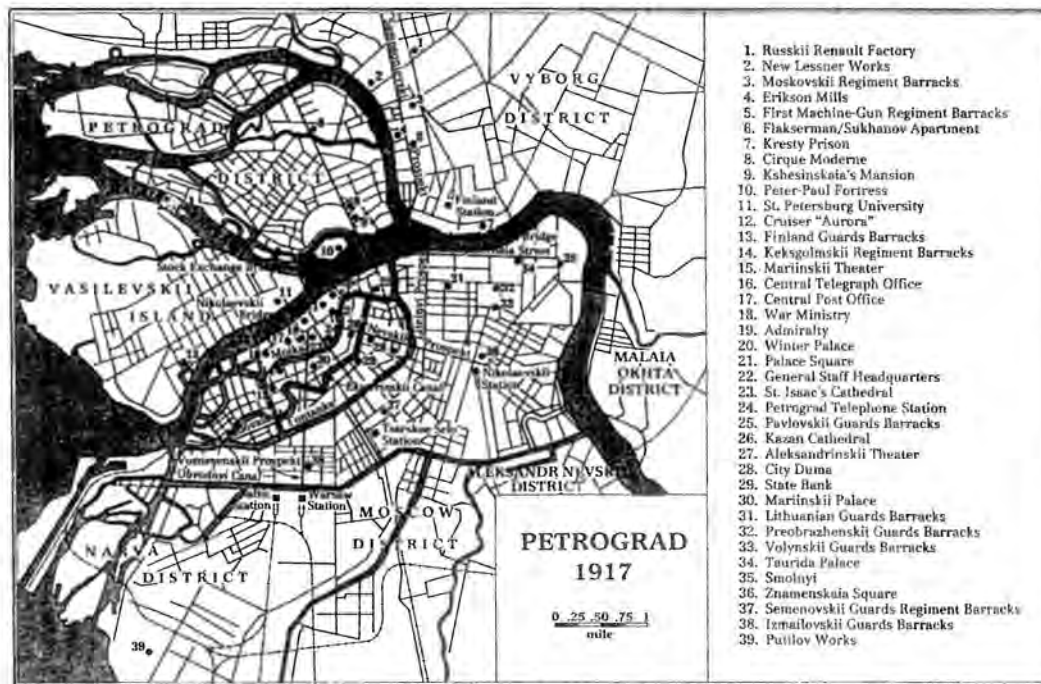 VYBORG
DISTRICT
PETROGRAD
DISTRICT
Finland
Station
Stock Exchange
VASILEVSKII
ISLAND
Nikolaevskii
Nikolaevskii
Station
MALAIA
OKHTA
DISTRICT
Tsarskoe Selo
Station
Fontanka
ALEKSANDR NEVSKII
DISTRICT
Warsaw
Station
MOSCOW
DISTRICT
NARVA
DISTRICT
39
PETROGRAD
1917
0 .25 .50 .75 1
mile
1. Russkii Renault Factory
2. New Lessner Works
3. Moskovskii Regiment Barracks
4. Erikson Mills
5. First Machine-Gun Regiment Barracks
6. Flakserman/Sukhanov Apartment
7. Kresty Prison
8. Cirque Moderne
9. Kshesinskaia's Mansion
10. Peter-Paul Fortress
11. St. Petersburg University
12. Cruiser "Aurora"
13. Finland Guards Barracks
14. Keksgolmskii Regiment Barracks
15. Mariinskii Theater
16. Central Telegraph Office
17. Central Post Office
18. War Ministry
19. Admiralty
20. Winter Palace
21. Palace Square
22. General Staff Headquarters
23. St. Isaac's Cathedral
24. Petrograd Telephone Station
25. Pavlovskii Guards Barracks
26. Kazan Cathedral
27. Aleksandrinskii Theater
28. City Duma
29. State Bank
30. Mariinskii Palace
31. Lithuanian Guards Barracks
32. Preobrazhenskii Guards Barracks
33. Volynskii Guards Barracks
34. Taurida Palace
35. Smolnyi
36. Znamenskaia Square
37. Semenovskii Guards Regiment Barracks
38. Izmailovskii Guards Barracks
39. Putilov Works